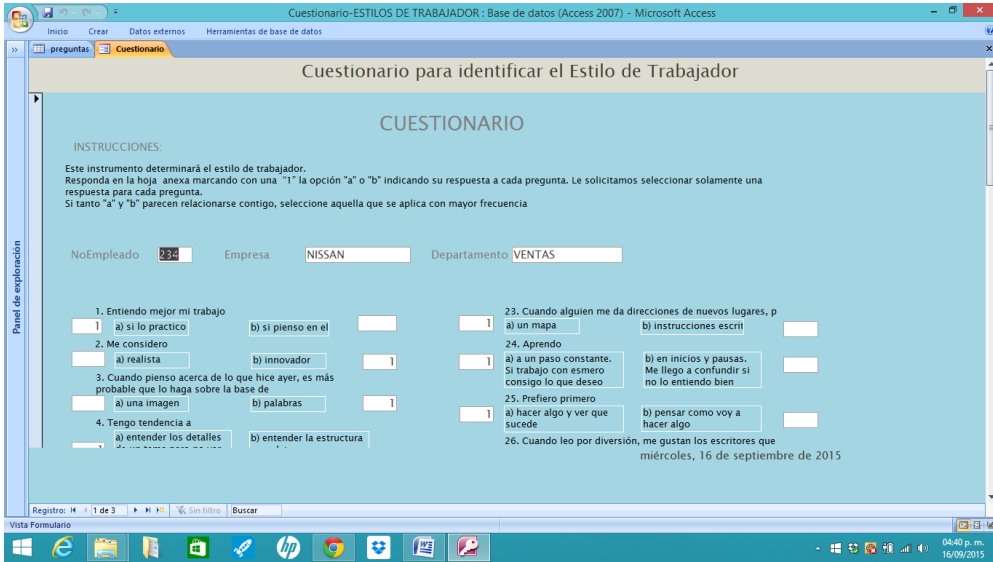 Cuestionario-ESTILOS DE TRABAJADOR : Base de datos (Access 2007) - Microsoft Access
Inicio Crear Datos externos Herramientas de base de datos
preguntas Cuestionario
Cuestionario para identificar el Estilo de Trabajador
CUESTIONARIO
INSTRUCCIONES:
Este instrumento determinará el estilo de trabajador.
Responda en la hoja anexa marcando con una "1" la opción "a" o "b" indicando su respuesta a cada pregunta. Le solicitamos seleccionar solamente una
respuesta para cada pregunta.
Si tanto "a" y "b" parecen relacionarse contigo, seleccione aquella que se aplica con mayor frecuencia
Panel de exploración
NoEmpleado 234 Empresa NISSAN Departamento VENTAS
1. Entiendo mejor mi trabajo
1 a) si lo practico b) si pienso en el
2. Me considero
a) realista b) innovador 1
3. Cuando pienso acerca de lo que hice ayer, es más
probable que lo haga sobre la base de
a) una imagen b) palabras 1
4. Tengo tendencia a
a) entender los detalles b) entender la estructura
23. Cuando alguien me da direcciones de nuevos lugares, p
1 a) un mapa b) instrucciones escrit
24. Aprendo
1 a) a un paso constante. b) en inicios y pausas.
Si trabajo con esmero Me llego a confundir si
consigo lo que deseo no lo entiendo bien
25. Prefiero primero
1 a) hacer algo y ver que b) pensar como voy a
sucede hacer algo
26. Cuando leo por diversión, me gustan los escritores que
miércoles, 16 de septiembre de 2015
Registro: 1 de 3 Sin filtro Buscar
Vista Formulario
04:40 p. m.
16/09/2015